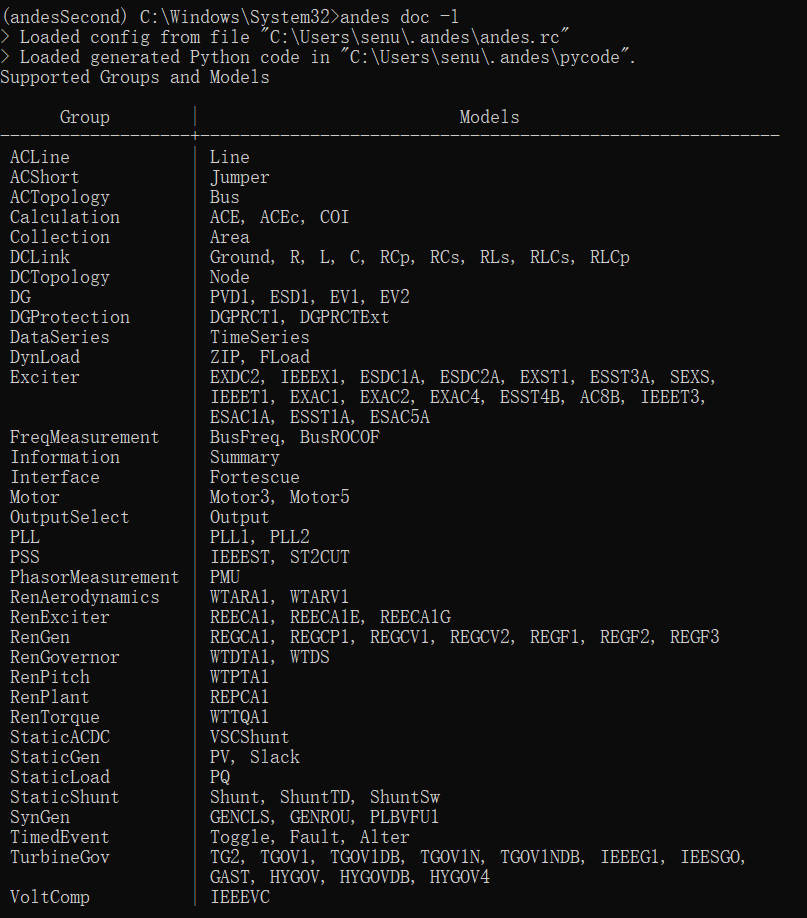 (andesSecond) C:\Windows\System32>andes doc -l
> Loaded config from file "C:\Users\senu\.andes\andes.rc"
> Loaded generated Python code in "C:\Users\senu\.andes\pycode".
Supported Groups and Models
Group | Models
-------------------+-----------------------------------------------------------
ACLine | Line
ACShort | Jumper
ACTopology | Bus
Calculation | ACE, ACEc, COI
Collection | Area
DCLink | Ground, R, L, C, RCp, RCs, RLs, RLCs, RLCp
DCTopology | Node
DG | PVD1, ESD1, EV1, EV2
DGProtection | DGPRCT1, DGPRCTExt
DataSeries | TimeSeries
DynLoad | ZIP, FLoad
Exciter | EXDC2, IEEEX1, ESDC1A, ESDC2A, EXST1, ESST3A, SEXS,
| IEEET1, EXAC1, EXAC2, EXAC4, ESST4B, AC8B, IEEET3,
| ESAC1A, ESST1A, ESAC5A
FreqMeasurement | BusFreq, BusROCOF
Information | Summary
Interface | Fortescue
Motor | Motor3, Motor5
OutputSelect | Output
PLL | PLL1, PLL2
PSS | IEEEST, ST2CUT
PhasorMeasurement | PMU
RenAerodynamics | WTARA1, WTARV1
RenExciter | REECA1, REECA1E, REECA1G
RenGen | REGCA1, REGCP1, REGCV1, REGCV2, REGF1, REGF2, REGF3
RenGovernor | WTDTA1, WTDS
RenPitch | WTPTA1
RenPlant | REPCA1
RenTorque | WTTQA1
StaticACDC | VSCShunt
StaticGen | PV, Slack
StaticLoad | PQ
StaticShunt | Shunt, ShuntTD, ShuntSw
SynGen | GENCLS, GENROU, PLBVFU1
TimedEvent | Toggle, Fault, Alter
TurbineGov | TG2, TGOV1, TGOV1DB, TGOV1N, TGOV1NDB, IEEEG1, IEESGO,
| GAST, HYGOV, HYGOVDB, HYGOV4
VoltComp | IEEEVC